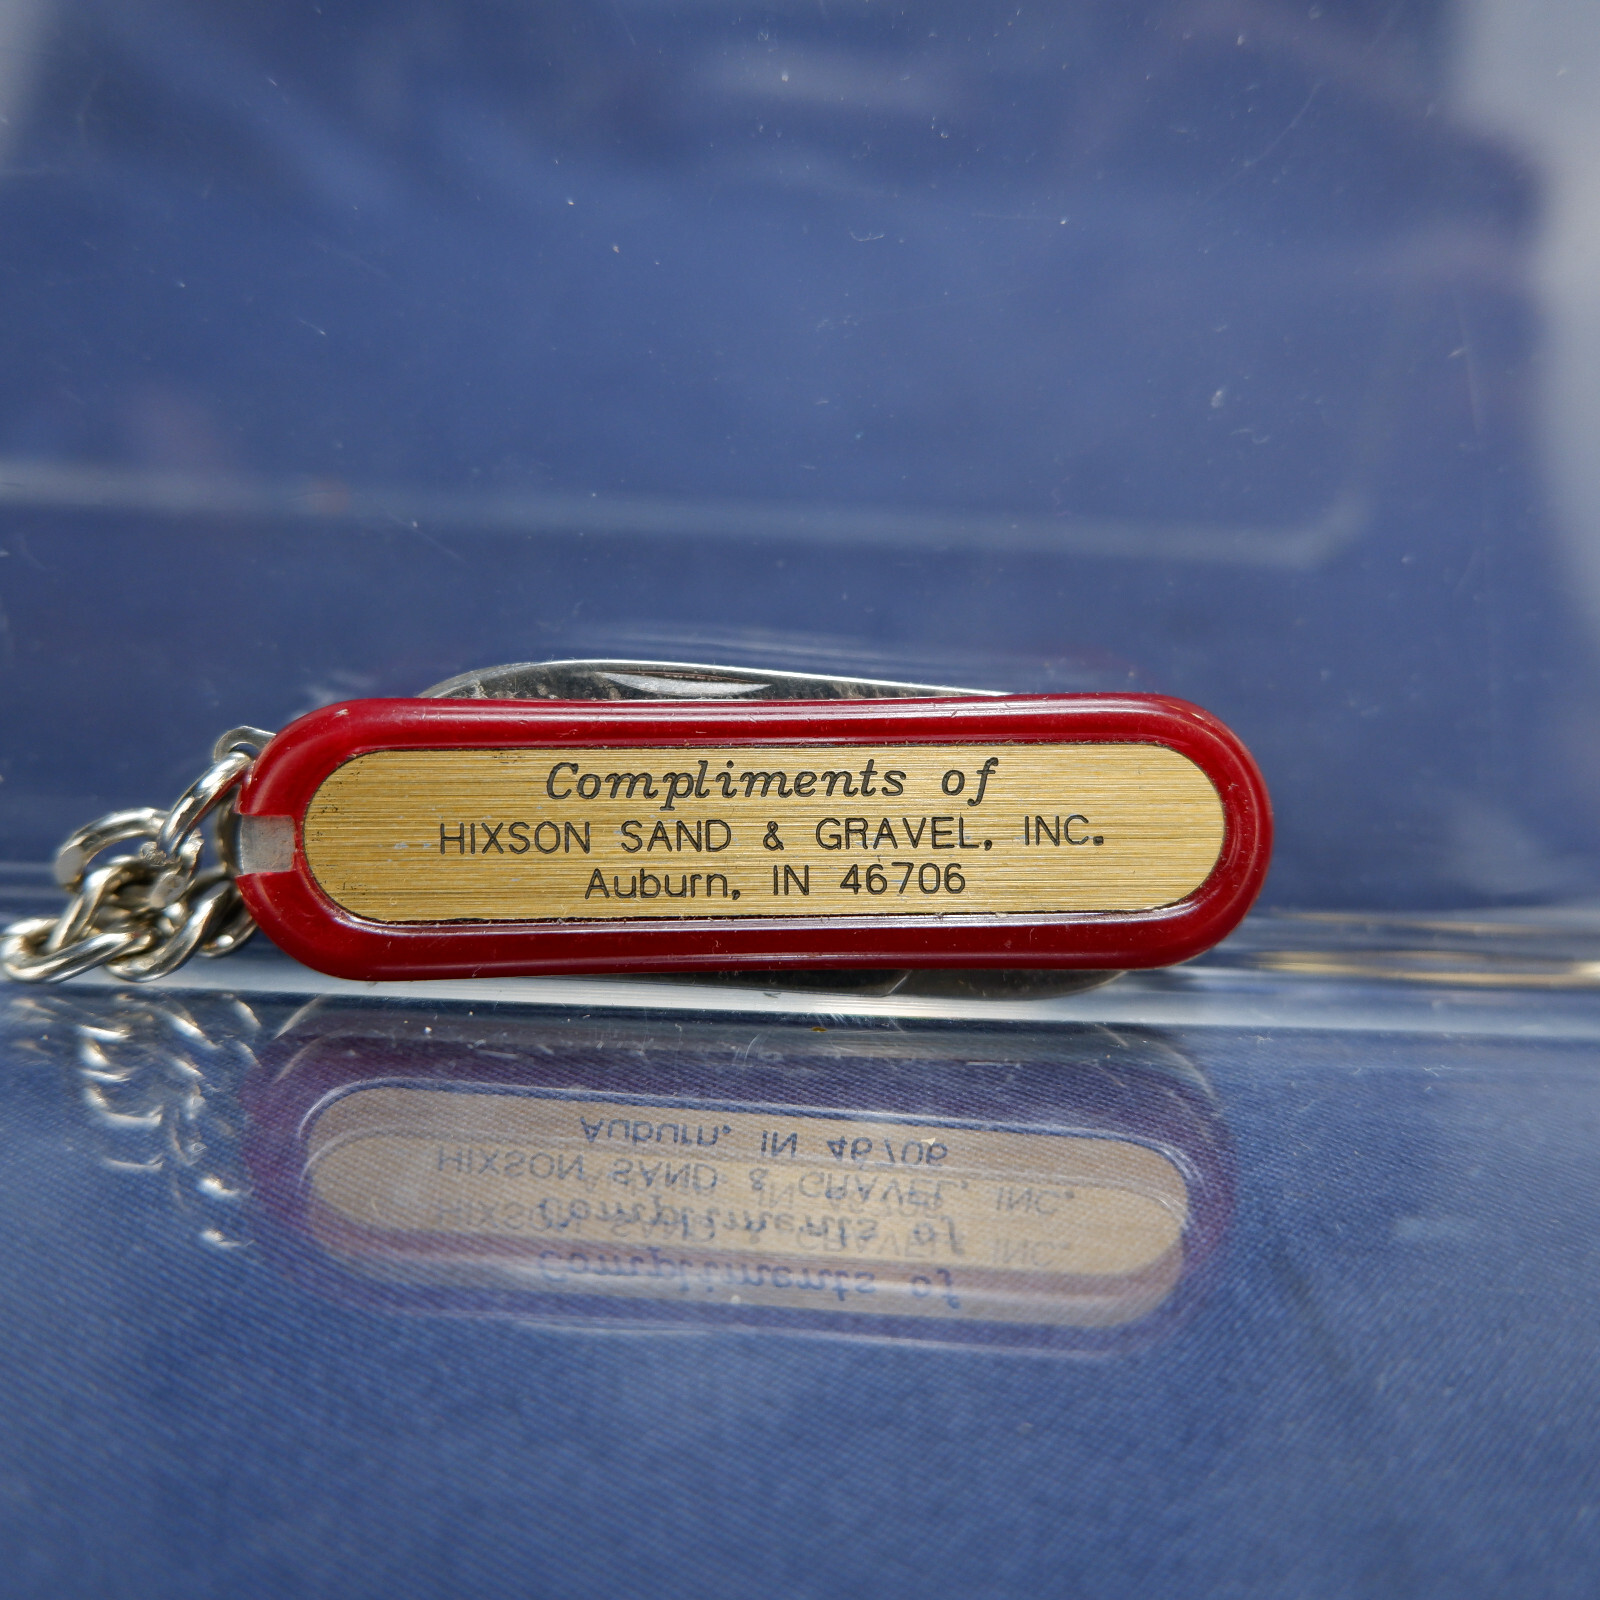 Compliments of
HIXSON SAND & GRAVEL, INC.
Auburn, IN 46706